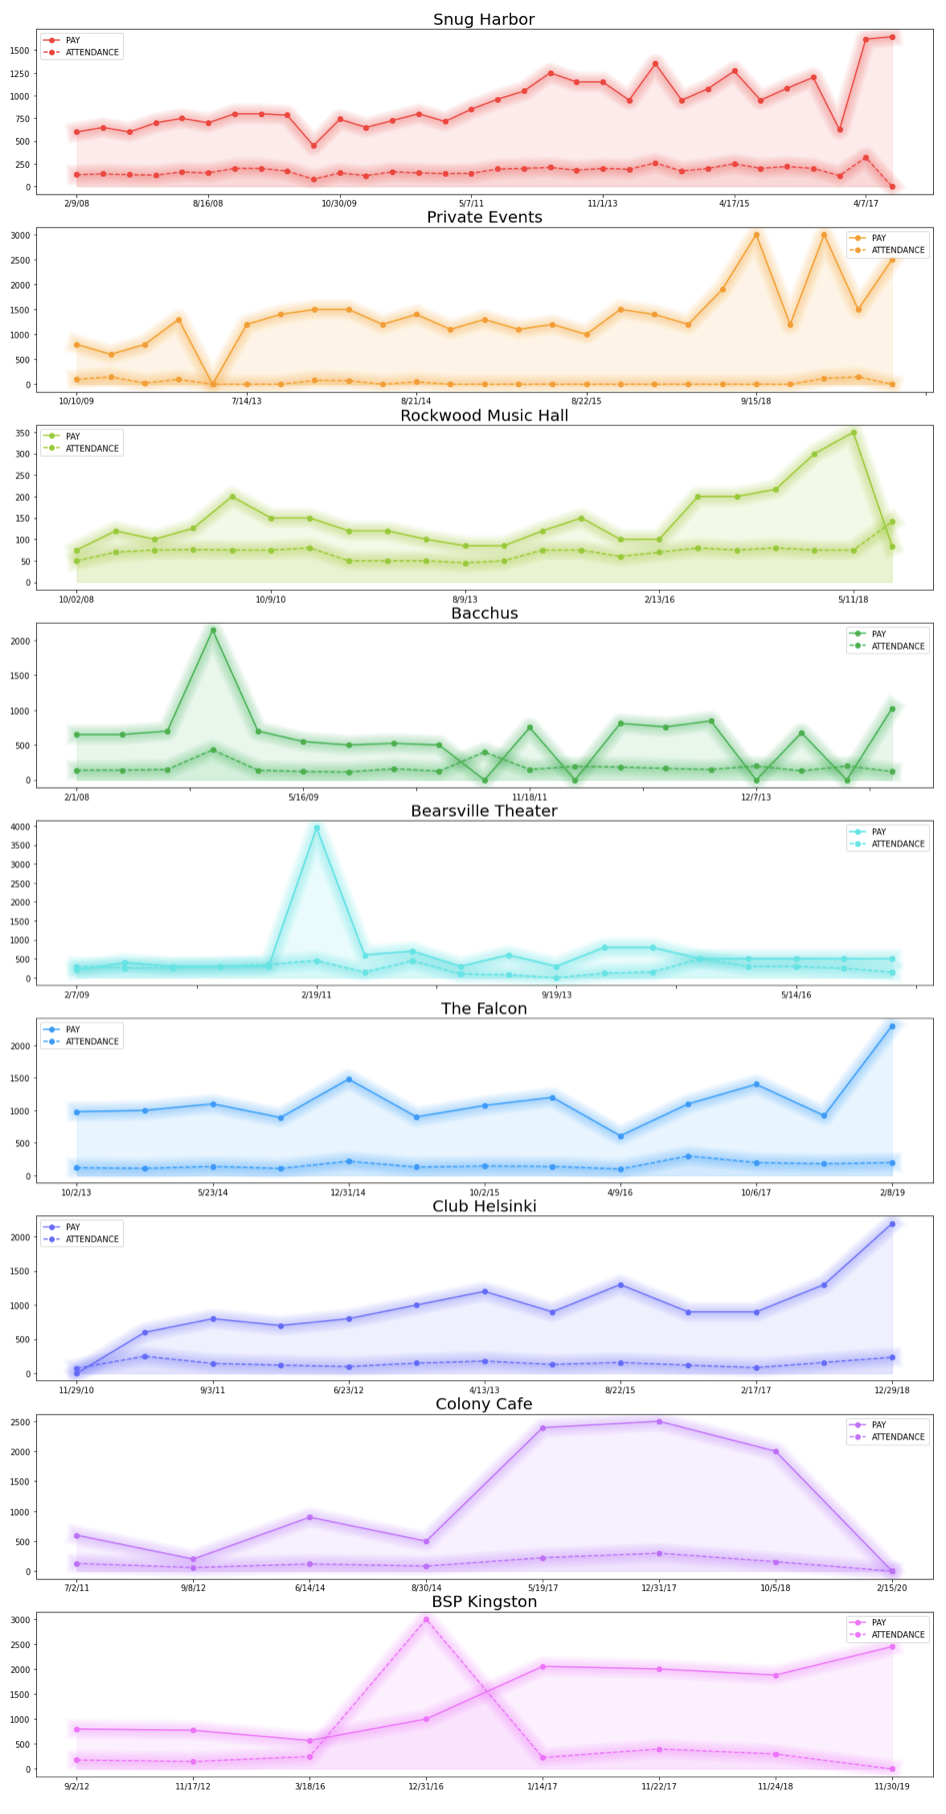 Snug Harbor
PAY
ATTENDANCE
1500
1250
1000
750
500
250
0
2/9/08 8/16/08 10/30/09 5/7/11 11/1/13 4/17/15 4/7/17
Private Events
PAY
ATTENDANCE
3000
2500
2000
1500
1000
500
0
10/10/09 7/14/13 8/21/14 8/22/15 9/15/18
Rockwood Music Hall
PAY
ATTENDANCE
350
300
250
200
150
100
50
0
10/02/08 10/9/10 8/9/13 2/13/16 5/11/18
Bacchus
PAY
ATTENDANCE
2000
1500
1000
500
0
2/1/08 5/16/09 11/18/11 12/7/13
Bearsville Theater
PAY
ATTENDANCE
4000
3500
3000
2500
2000
1500
1000
500
0
2/7/09 2/19/11 9/19/13 5/14/16
The Falcon
PAY
ATTENDANCE
2000
1500
1000
500
0
10/2/13 5/23/14 12/31/14 10/2/15 4/9/16 10/6/17 2/8/19
Club Helsinki
PAY
ATTENDANCE
2000
1500
1000
500
0
11/29/10 9/3/11 6/23/12 4/13/13 8/22/15 2/17/17 12/29/18
Colony Cafe
PAY
ATTENDANCE
2500
2000
1500
1000
500
0
7/2/11 9/8/12 6/14/14 8/30/14 5/19/17 12/31/17 10/5/18 2/15/20
BSP Kingston
PAY
ATTENDANCE
3000
2500
2000
1500
1000
500
0
9/2/12 11/17/12 3/18/16 12/31/16 1/14/17 11/22/17 11/24/18 11/30/19